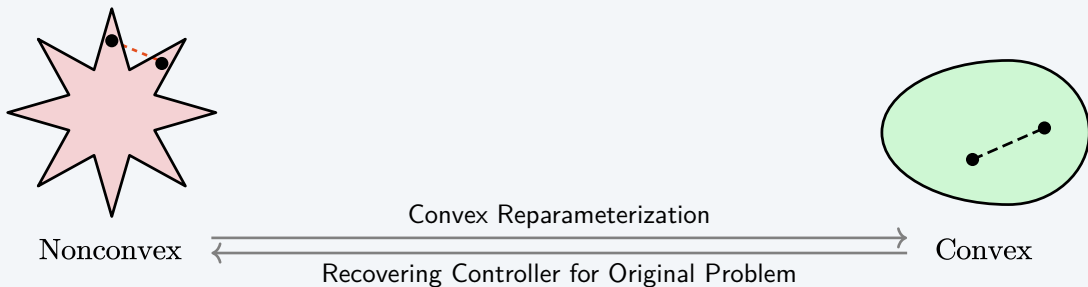 Convex Reparameterization
Nonconvex
Convex
Recovering Controller for Original Problem